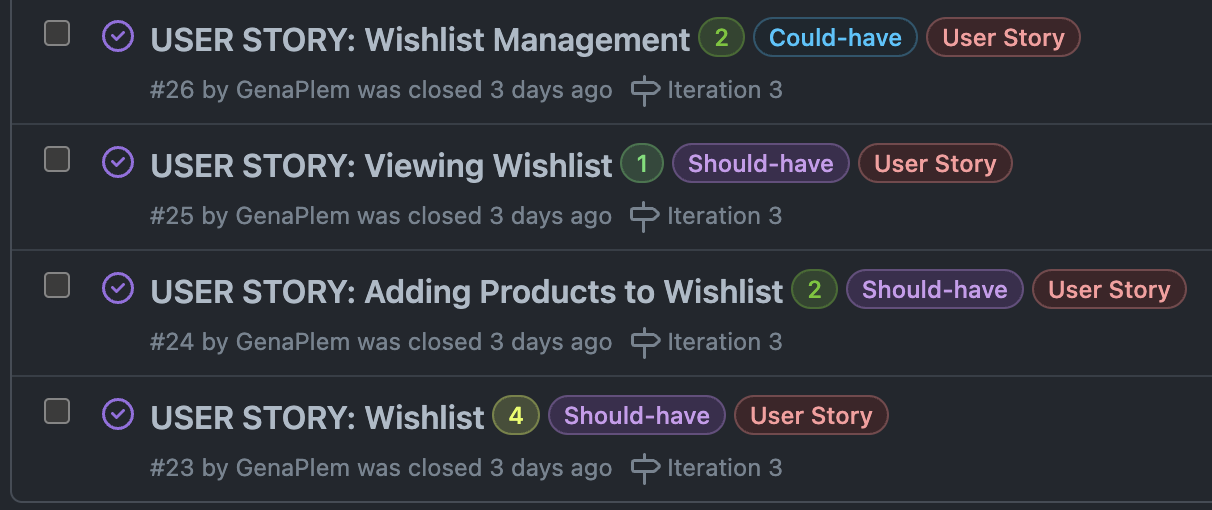 USER STORY: Wishlist Management 2 Could-have User Story
#26 by GenaPlem was closed 3 days ago Iteration 3
USER STORY: Viewing Wishlist 1 Should-have User Story
#25 by GenaPlem was closed 3 days ago Iteration 3
USER STORY: Adding Products to Wishlist 2 Should-have User Story
#24 by GenaPlem was closed 3 days ago Iteration 3
USER STORY: Wishlist 4 Should-have User Story
#23 by GenaPlem was closed 3 days ago Iteration 3